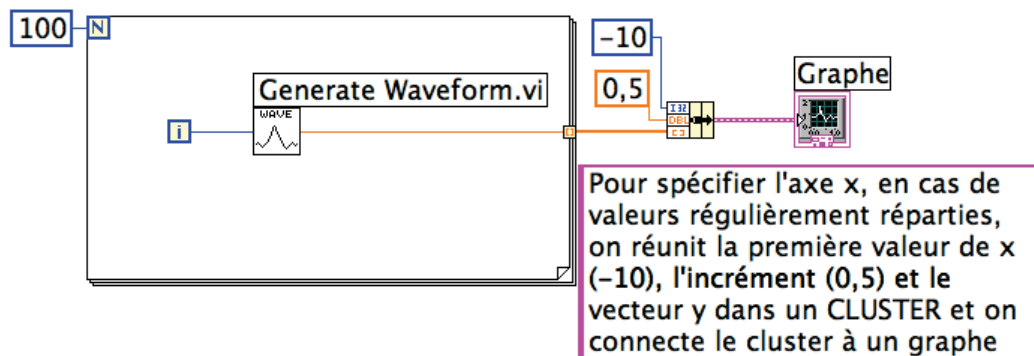 100
N
-10
0,5
Graphe
Generate Waveform.vi
WAVE
i
I32
DBL
Pour spécifier l'axe x, en cas de
valeurs régulièrement réparties,
on réunit la première valeur de x
(-10), l'incrément (0,5) et le
vecteur y dans un CLUSTER et on
connecte le cluster à un graphe